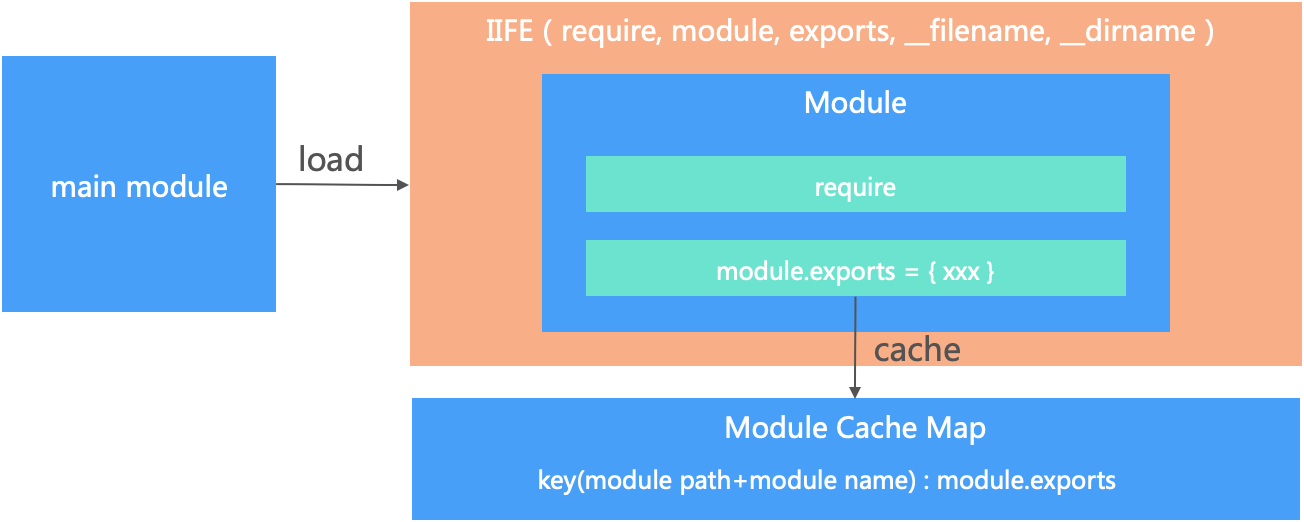 IIFE ( require, module, exports, __filename, __dirname )
Module
main module
load
require
module.exports = { xxx }
cache
Module Cache Map
key(module path+module name) : module.exports